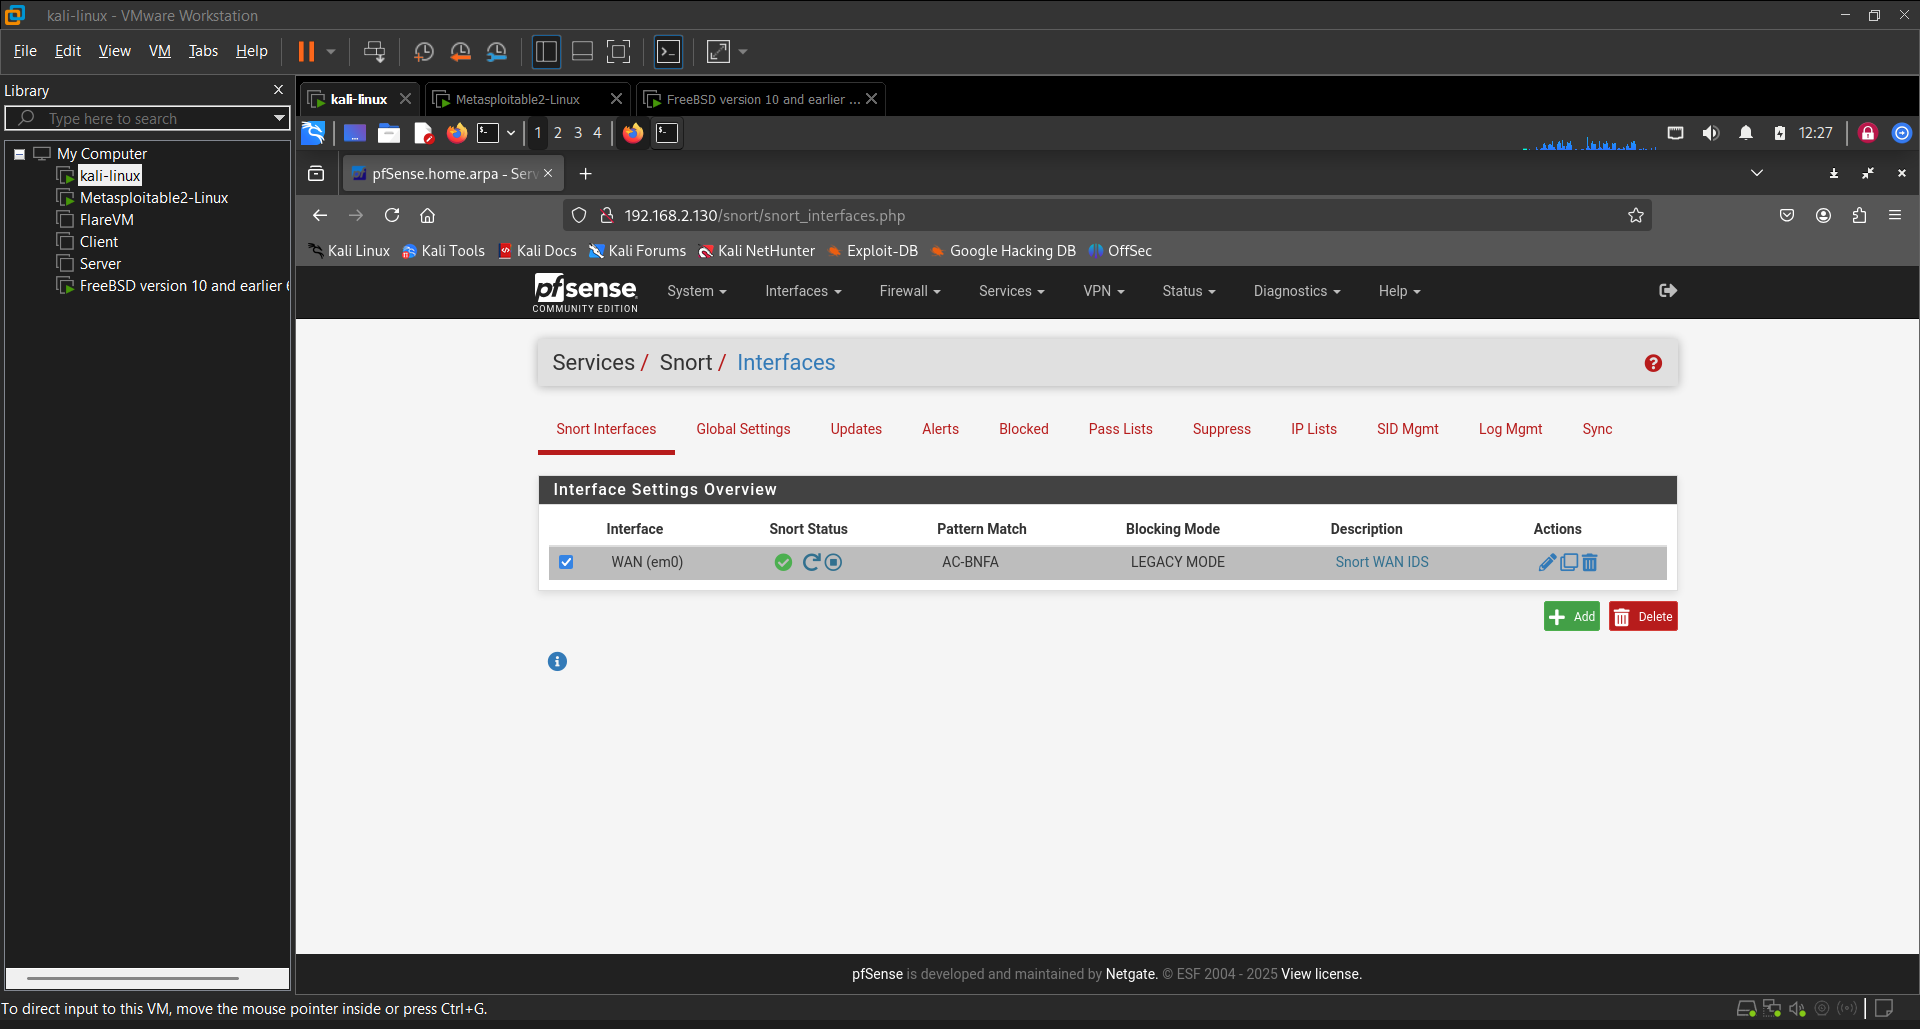 kali-linux - VMware Workstation
File Edit View VM Tabs Help
Library
Type here to search
My Computer
kali-linux
Metasploitable2-Linux
FlareVM
Client
Server
FreeBSD version 10 and earlier
kali-linux Metasploitable2-Linux FreeBSD version 10 and earlier ...
1 2 3 4 12:27
pfSense.home.arpa - Serv
192.168.2.130/snort/snort_interfaces.php
Kali Linux Kali Tools Kali Docs Kali Forums Kali NetHunter Exploit-DB Google Hacking DB OffSec
pfsense
COMMUNITY EDITION
System Interfaces Firewall Services VPN Status Diagnostics Help
Services / Snort / Interfaces
Snort Interfaces Global Settings Updates Alerts Blocked Pass Lists Suppress IP Lists SID Mgmt Log Mgmt Sync
Interface Settings Overview
Interface Snort Status Pattern Match Blocking Mode Description Actions
WAN (em0) AC-BNFA LEGACY MODE Snort WAN IDS
Add Delete
pfSense is developed and maintained by Netgate. © ESF 2004 - 2025 View license.
To direct input to this VM, move the mouse pointer inside or press Ctrl+G.